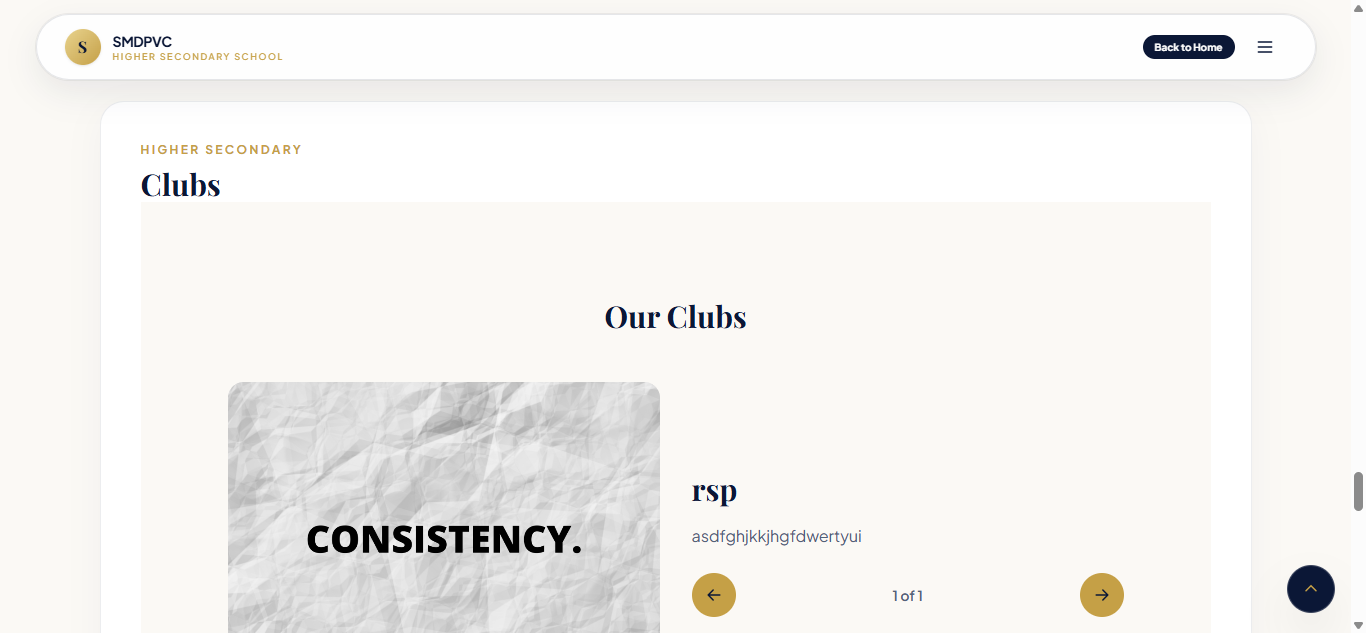 S
SMDPVC
HIGHER SECONDARY SCHOOL
Back to Home
HIGHER SECONDARY
Clubs
Our Clubs
CONSISTENCY.
rsp
asdfghjkkjhgfdwertyui
1 of 1